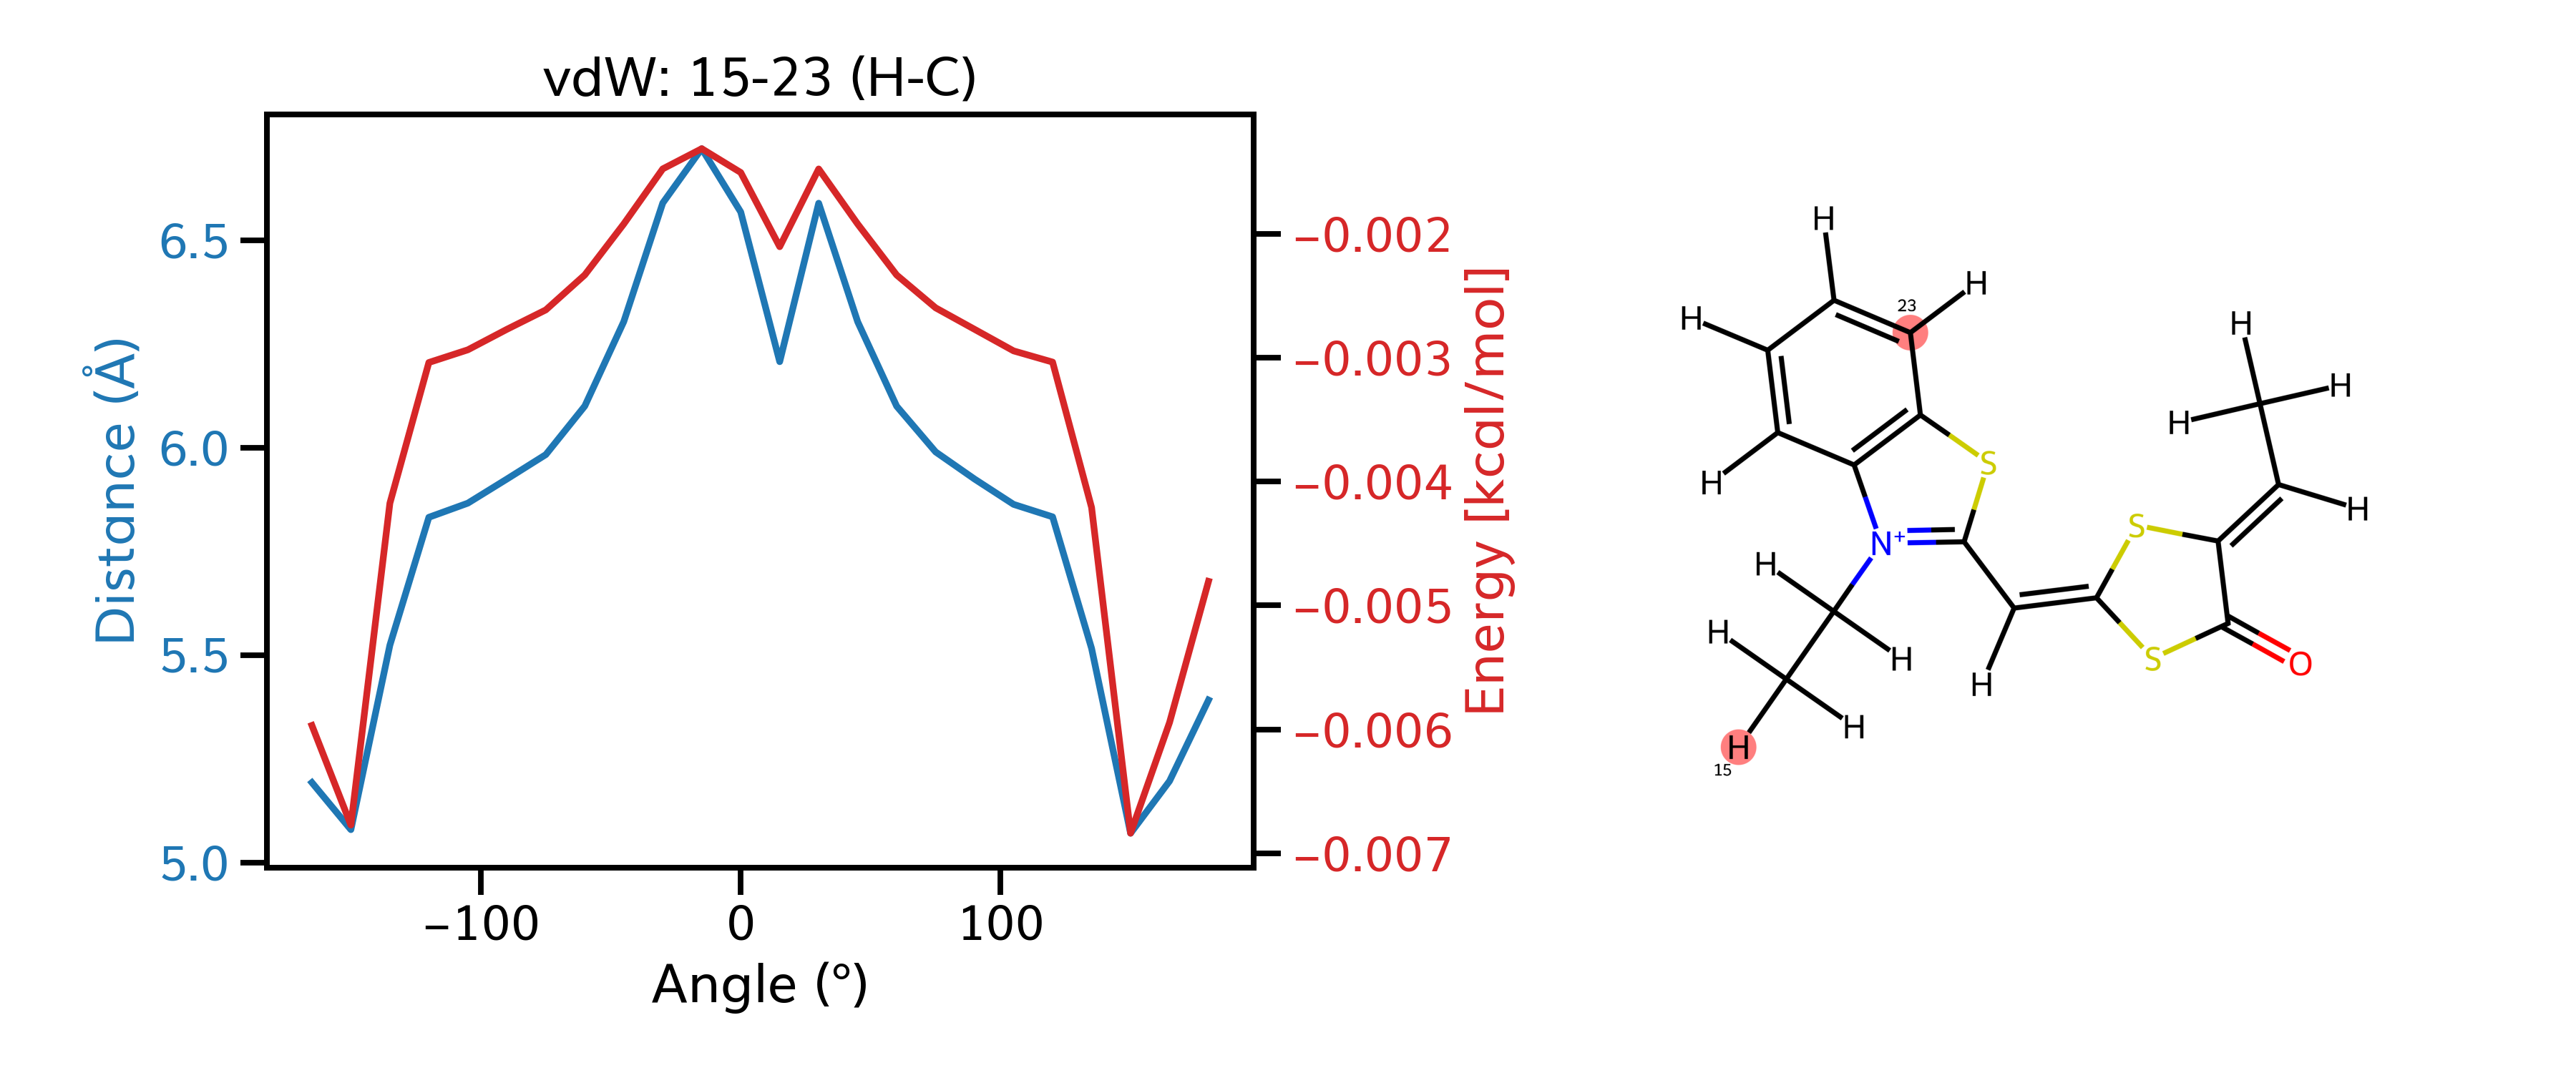 vdW: 15-23 (H-C)
Distance (Å)
6.5
6.0
5.5
5.0
−100
0
100
Angle (°)
−0.002
−0.003
−0.004
−0.005
−0.006
−0.007
Energy [kcal/mol]
H
H
23
H
H
H
H
H
S
H
H
S
N+
H
H
H
S
O
H
H
H
15